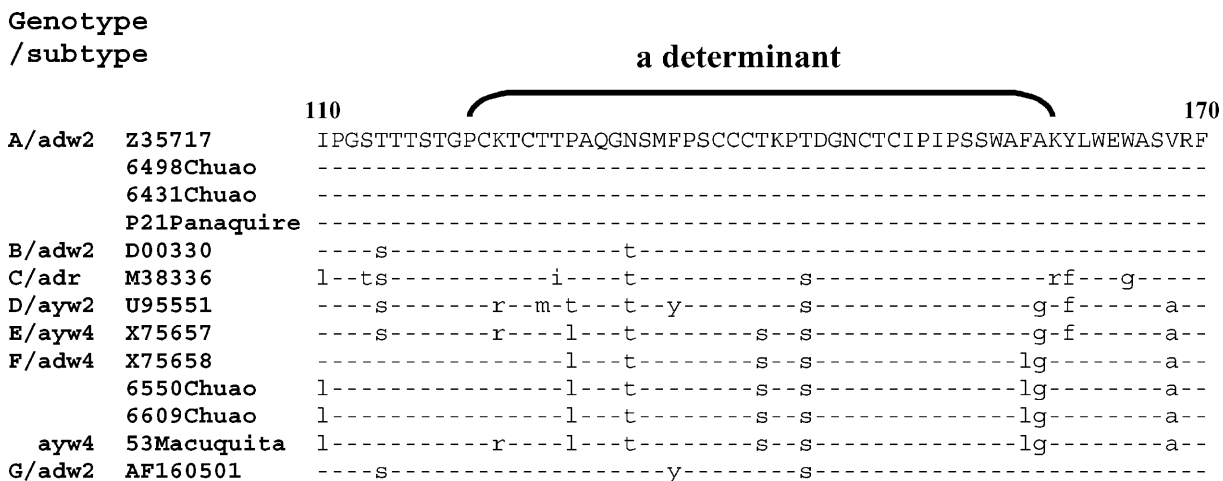 Genotype
/subtype
a determinant
110 170
A/adw2 Z35717 IPGSTTTSTGPCKTCTTPAQGNSMFPSCCCTKPTDGNCTCIPIPSSWAFAKYLWEWASVRF
6498Chuao -------------------------------------------------------------
6431Chuao -------------------------------------------------------------
P21Panaquire -------------------------------------------------------------
B/adw2 D00330 ----s----------------t---------------------------------------
C/adr M38336 l--ts-----------i----t-----------s----------------rf---g-----
D/ayw2 U95551 ----s-------r--m-t---t--y--------s---------------g-f------a--
E/ayw4 X75657 ----s-------r----l---t--------s--s---------------g-f------a--
F/adw4 X75658 -----------------l---t--------s--s--------------lg--------a--
6550Chuao l----------------l---t--------s--s--------------lg--------a--
6609Chuao l----------------l---t--------s--s--------------lg--------a--
ayw4 53Macuquita l-----------r----l---t--------s--s--------------lg--------a--
G/adw2 AF160501 ----s-------------------y--------s---------------------------